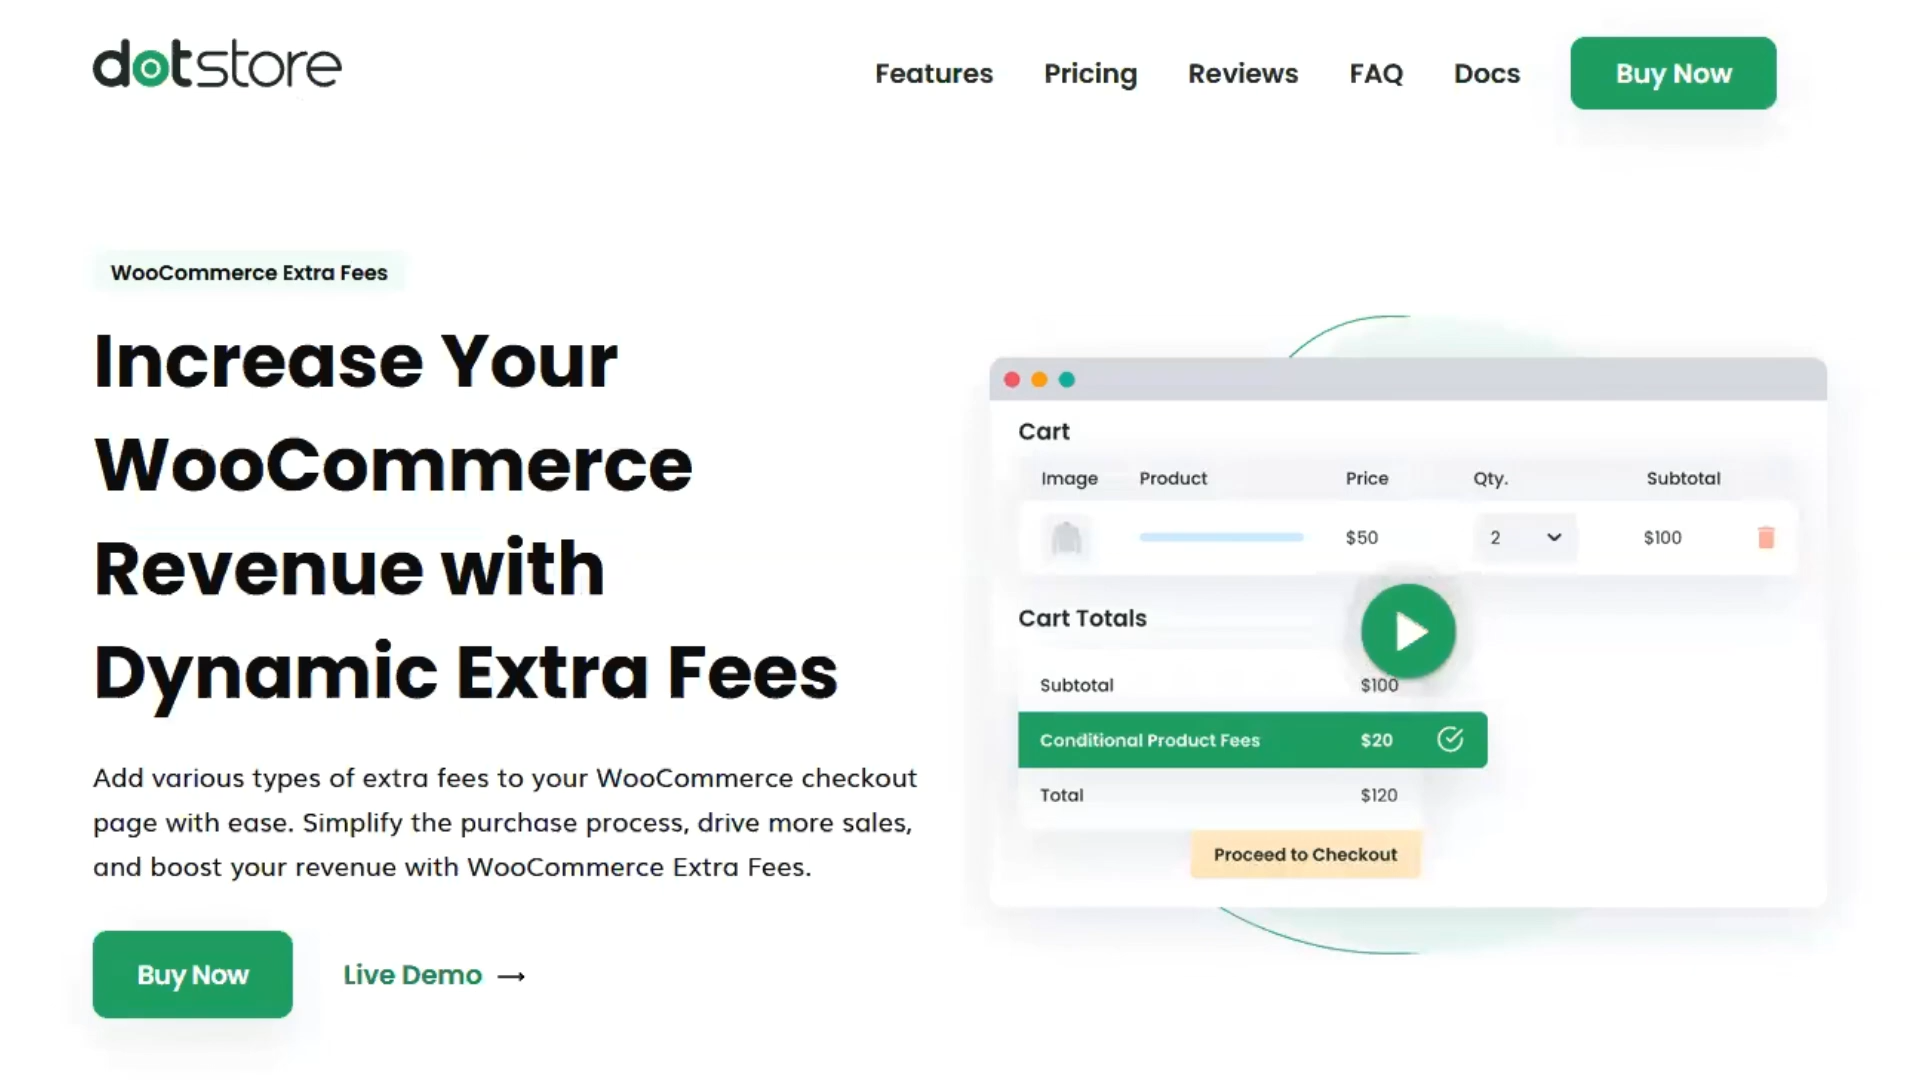 dotstore
Features Pricing Reviews FAQ Docs Buy Now
WooCommerce Extra Fees
Increase Your
WooCommerce
Revenue with
Dynamic Extra Fees
Add various types of extra fees to your WooCommerce checkout
page with ease. Simplify the purchase process, drive more sales,
and boost your revenue with WooCommerce Extra Fees.
Buy Now Live Demo →
Cart
Image Product Price Qty. Subtotal
$50 2 $100
Cart Totals
Subtotal $100
Conditional Product Fees $20
Total $120
Proceed to Checkout